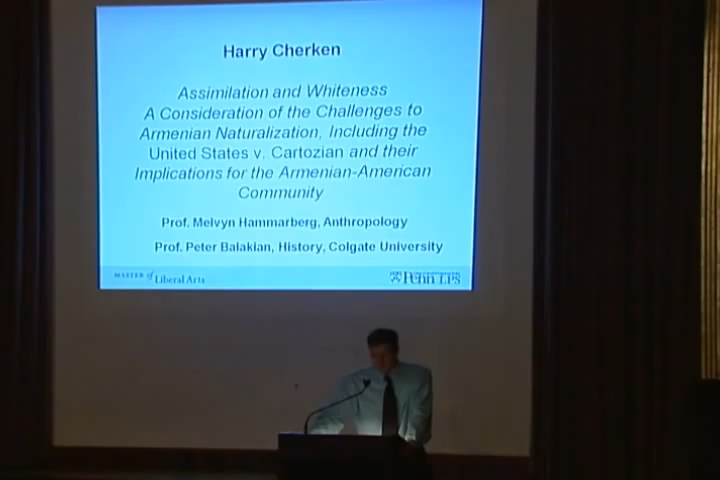 Harry Cherken
Assimilation and Whiteness
A Consideration of the Challenges to
Armenian Naturalization, Including the
United States v. Cartozian and their
Implications for the Armenian-American
Community
Prof. Melvyn Hammarberg, Anthropology
Prof. Peter Balakian, History, Colgate University
MASTER of Liberal Arts
Penn LPS